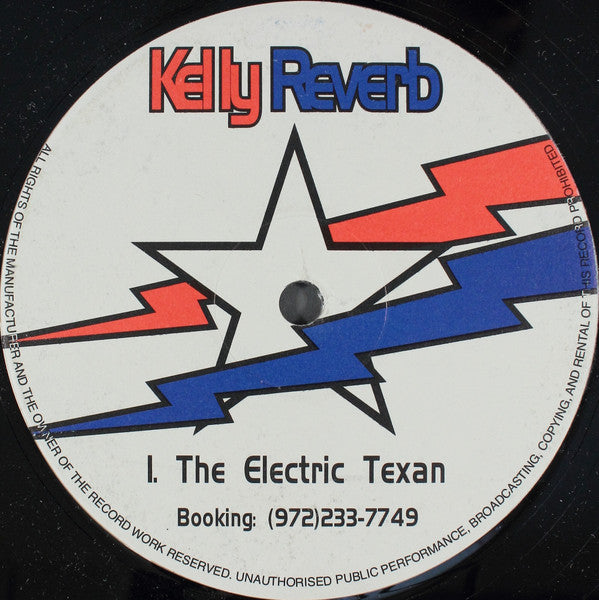 Kelly Reverb
1. The Electric Texan
Booking: (972)233-7749
ALL RIGHTS OF THE MANUFACTURER AND THE OWNER OF THE RECORD WORK RESERVED. UNAUTHORISED PUBLIC PERFORMANCE, BROADCASTING, COPYING, AND RENTAL OF THIS RECORD PROHIBITED